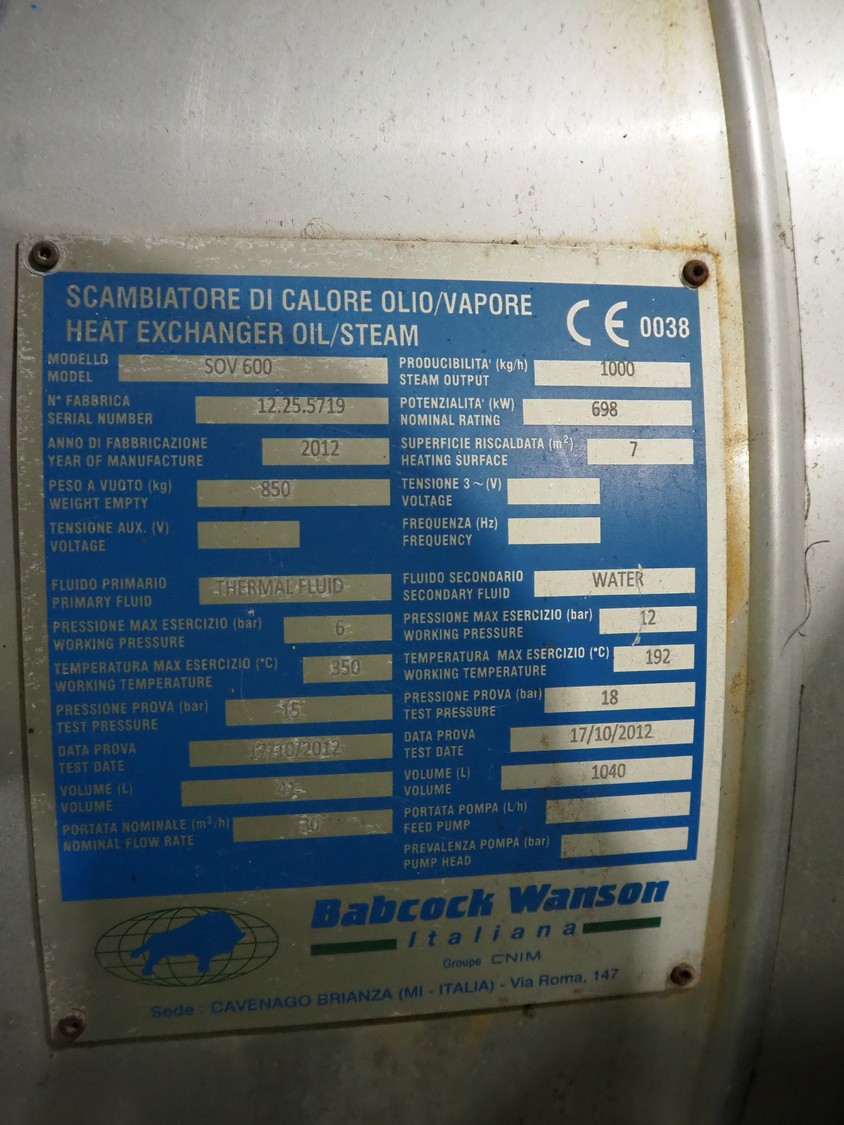 SCAMBIATORE DI CALORE OLIO/VAPORE
HEAT EXCHANGER OIL/STEAM
CE 0038
MODELLO
MODEL
SOV 600
N° FABBRICA
SERIAL NUMBER
12.25.5719
ANNO DI FABBRICAZIONE
YEAR OF MANUFACTURE
2012
PESO A VUOTO (kg)
WEIGHT EMPTY
850
TENSIONE AUX. (V)
VOLTAGE
PRODUCIBILITA' (kg/h)
STEAM OUTPUT
1000
POTENZIALITA' (kW)
NOMINAL RATING
698
SUPERFICIE RISCALDATA (m²)
HEATING SURFACE
7
TENSIONE 3~(V)
VOLTAGE
FREQUENZA (Hz)
FREQUENCY
FLUIDO PRIMARIO
PRIMARY FLUID
THERMAL FLUID
PRESSIONE MAX ESERCIZIO (bar)
WORKING PRESSURE
6
TEMPERATURA MAX ESERCIZIO (°C)
WORKING TEMPERATURE
350
PRESSIONE PROVA (bar)
TEST PRESSURE
15
DATA PROVA
TEST DATE
17/10/2012
VOLUME (L)
VOLUME
PORTATA NOMINALE (m³/h)
NOMINAL FLOW RATE
30
FLUIDO SECONDARIO
SECONDARY FLUID
WATER
PRESSIONE MAX ESERCIZIO (bar)
WORKING PRESSURE
12
TEMPERATURA MAX ESERCIZIO (°C)
WORKING TEMPERATURE
192
PRESSIONE PROVA (bar)
TEST PRESSURE
18
DATA PROVA
TEST DATE
17/10/2012
VOLUME (L)
VOLUME
1040
PORTATA POMPA (L/h)
FEED PUMP
PREVALENZA POMPA (bar)
PUMP HEAD
Babcock Wanson
Italiana
Groupe CNIM
Sede : CAVENAGO BRIANZA (MI - ITALIA) - Via Roma, 147